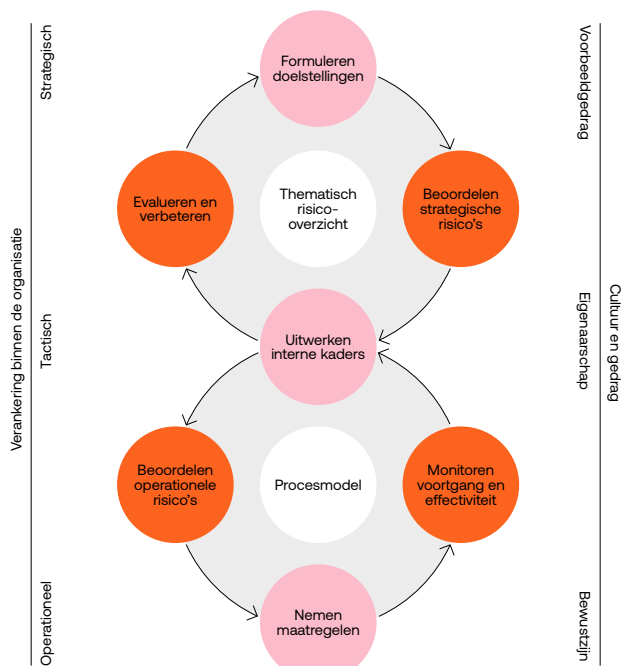 Strategisch
Tactisch
Operationeel
Verankering binnen de organisatie
Formuleren
doelstellingen
Evalueren en
verbeteren
Thematisch
risico-
overzicht
Beoordelen
strategische
risico's
Uitwerken
interne kaders
Beoordelen
operationele
risico's
Procesmodel
Monitoren
voortgang en
effectiviteit
Nemen
maatregelen
Voorbeeldgedrag
Eigenaarschap
Bewustzijn
Cultuur en gedrag